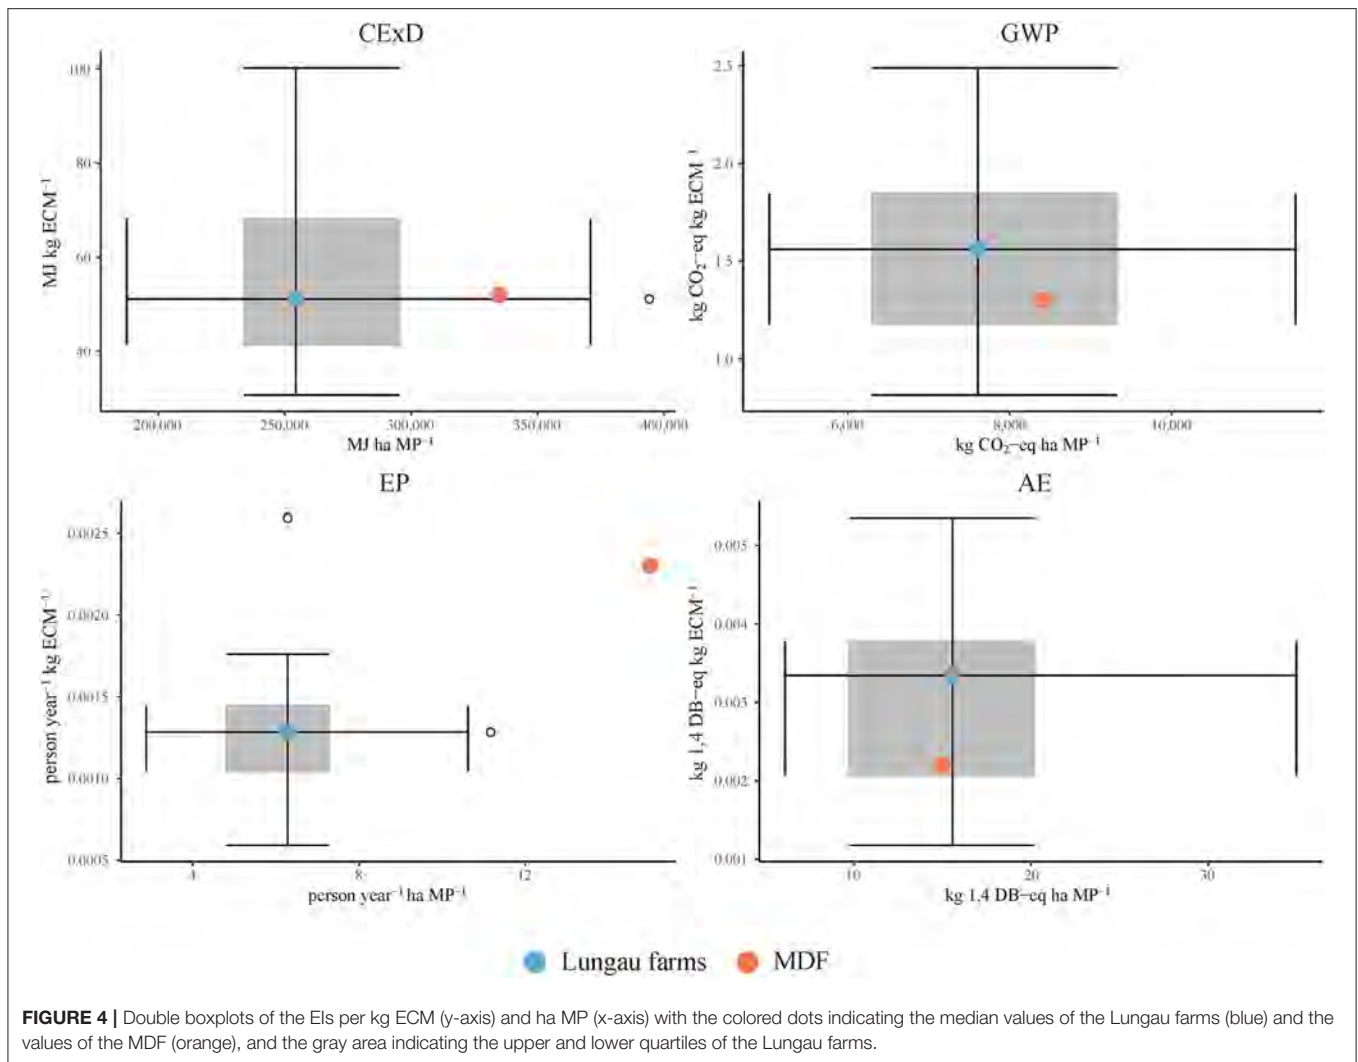 CExD
100
80
60
40
MJ kg ECM⁻¹
200,000 250,000 300,000 350,000 400,000
MJ ha MP⁻¹
GWP
2.5
2.0
1.5
1.0
kg CO₂−eq kg ECM⁻¹
6,000 8,000 10,000
kg CO₂−eq ha MP⁻¹
EP
0.0025
0.0020
0.0015
0.0010
0.0005
person year⁻¹ kg ECM⁻¹
4 8 12
person year⁻¹ ha MP⁻¹
AE
0.005
0.004
0.003
0.002
0.001
kg 1,4 DB−eq kg ECM⁻¹
10 20 30
kg 1,4 DB−eq ha MP⁻¹
Lungau farms MDF
FIGURE 4 | Double boxplots of the EIs per kg ECM (y-axis) and ha MP (x-axis) with the colored dots indicating the median values of the Lungau farms (blue) and the
values of the MDF (orange), and the gray area indicating the upper and lower quartiles of the Lungau farms.